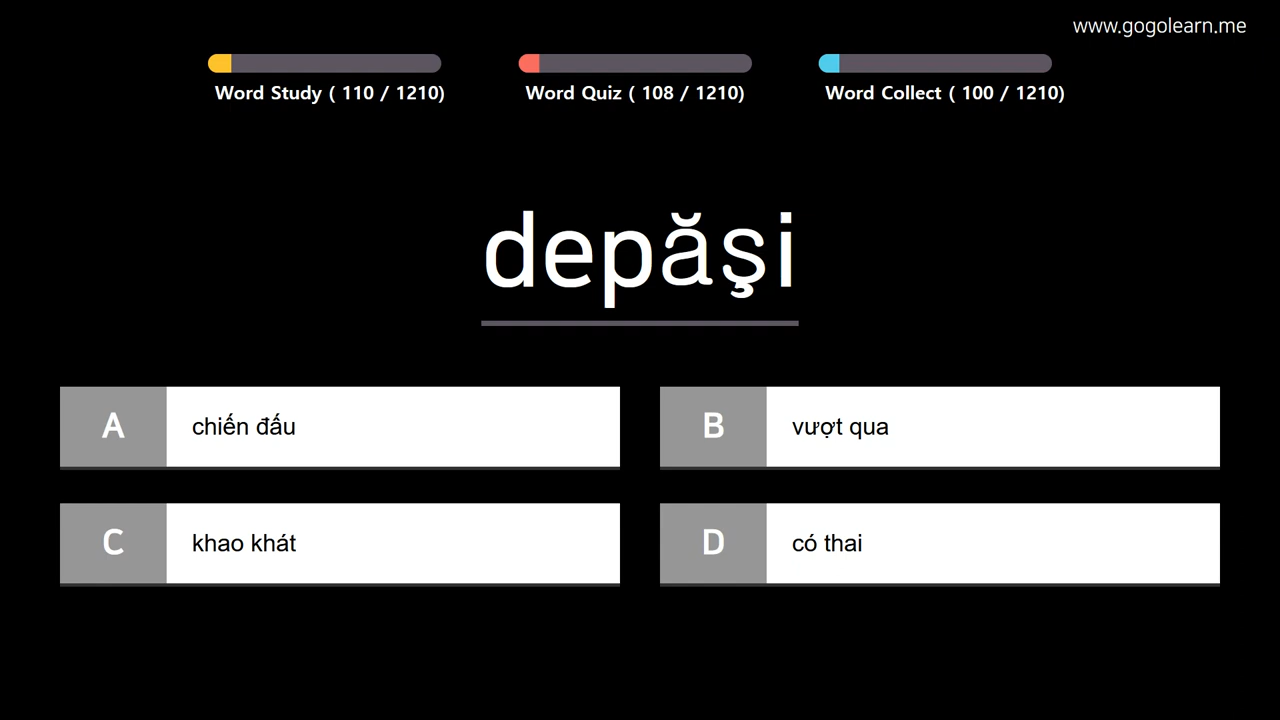 www.gogolearn.me
Word Study ( 110 / 1210)
Word Quiz ( 108 / 1210)
Word Collect ( 100 / 1210)
depăşi
A chiến đấu
B vượt qua
C khao khát
D có thai